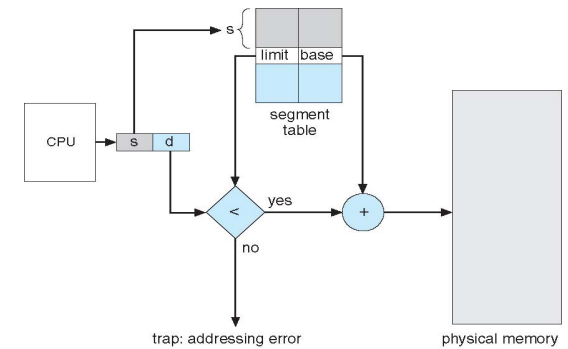 s
limit base
segment
table
CPU
s d
<
yes
+
no
trap: addressing error
physical memory